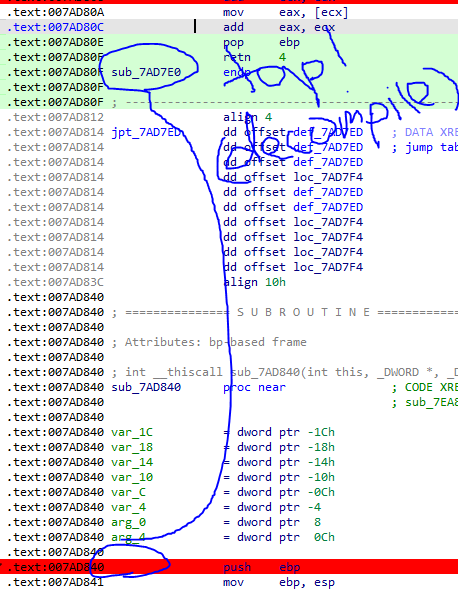 .text:007AD80A mov eax, [ecx]
.text:007AD80C add eax, ecx
.text:007AD80E pop ebp
.text:007AD80F retn 4
.text:007AD80F sub_7AD7E0 endp
.text:007AD80F
.text:007AD80F ; ---------------------------------------------
.text:007AD812 align 4
.text:007AD814 jpt_7AD7ED dd offset def_7AD7ED ; DATA XRE
.text:007AD814 dd offset def_7AD7ED ; jump tab
.text:007AD814 dd offset def_7AD7ED
.text:007AD814 dd offset loc_7AD7F4
.text:007AD814 dd offset def_7AD7ED
.text:007AD814 dd offset def_7AD7ED
.text:007AD814 dd offset loc_7AD7F4
.text:007AD814 dd offset loc_7AD7F4
.text:007AD814 dd offset loc_7AD7F4
.text:007AD814 dd offset loc_7AD7F4
.text:007AD83C align 10h
.text:007AD840
.text:007AD840 ; =============== S U B R O U T I N E ============
.text:007AD840
.text:007AD840 ; Attributes: bp-based frame
.text:007AD840
.text:007AD840 ; int __thiscall sub_7AD840(int this, _DWORD *, _D
.text:007AD840 sub_7AD840 proc near ; CODE XRE
.text:007AD840 ; sub_7EA8
.text:007AD840
.text:007AD840 var_1C = dword ptr -1Ch
.text:007AD840 var_18 = dword ptr -18h
.text:007AD840 var_14 = dword ptr -14h
.text:007AD840 var_10 = dword ptr -10h
.text:007AD840 var_C = dword ptr -0Ch
.text:007AD840 var_4 = dword ptr -4
.text:007AD840 arg_0 = dword ptr 8
.text:007AD840 arg_4 = dword ptr 0Ch
.text:007AD840
.text:007AD840 push ebp
.text:007AD841 mov ebp, esp